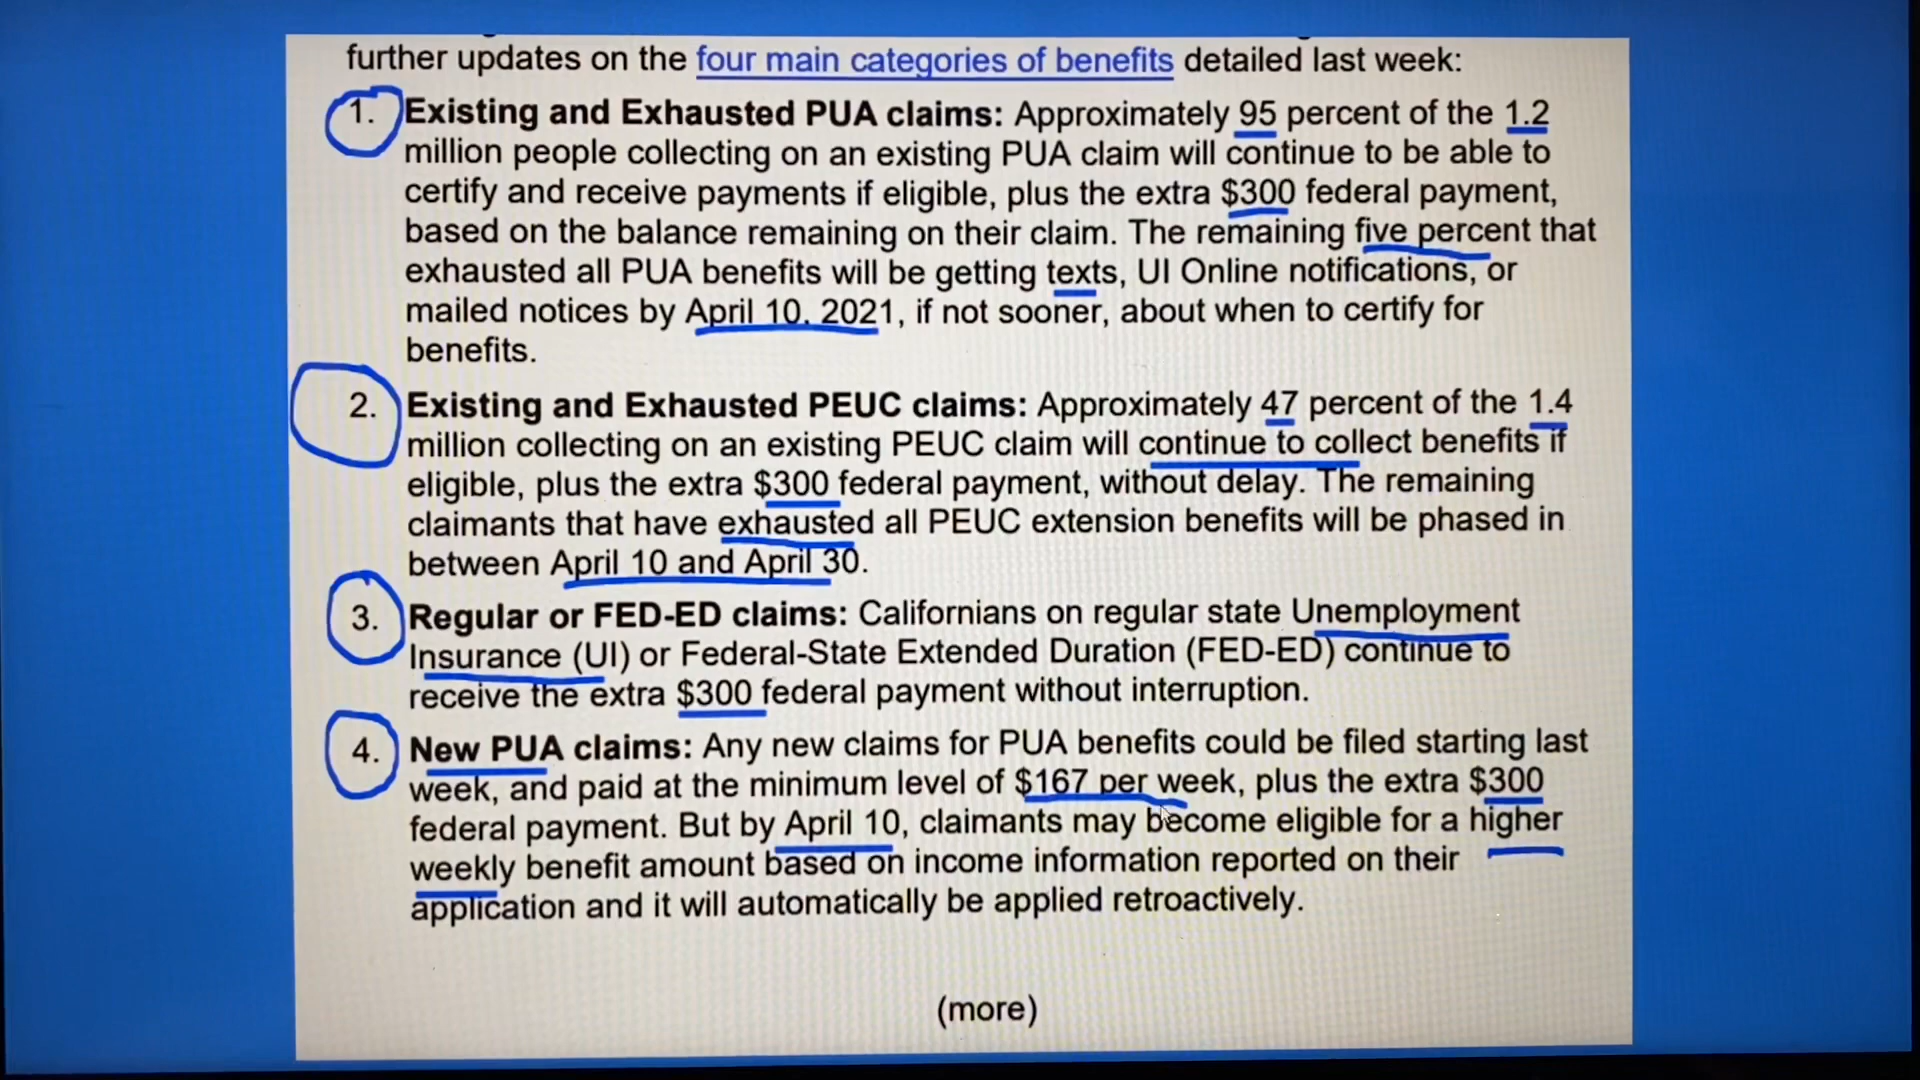 further updates on the four main categories of benefits detailed last week:
1. Existing and Exhausted PUA claims: Approximately 95 percent of the 1.2
million people collecting on an existing PUA claim will continue to be able to
certify and receive payments if eligible, plus the extra $300 federal payment,
based on the balance remaining on their claim. The remaining five percent that
exhausted all PUA benefits will be getting texts, UI Online notifications, or
mailed notices by April 10, 2021, if not sooner, about when to certify for
benefits.
2. Existing and Exhausted PEUC claims: Approximately 47 percent of the 1.4
million collecting on an existing PEUC claim will continue to collect benefits if
eligible, plus the extra $300 federal payment, without delay. The remaining
claimants that have exhausted all PEUC extension benefits will be phased in
between April 10 and April 30.
3. Regular or FED-ED claims: Californians on regular state Unemployment
Insurance (UI) or Federal-State Extended Duration (FED-ED) continue to
receive the extra $300 federal payment without interruption.
4. New PUA claims: Any new claims for PUA benefits could be filed starting last
week, and paid at the minimum level of $167 per week, plus the extra $300
federal payment. But by April 10, claimants may become eligible for a higher
weekly benefit amount based on income information reported on their
application and it will automatically be applied retroactively.
(more)